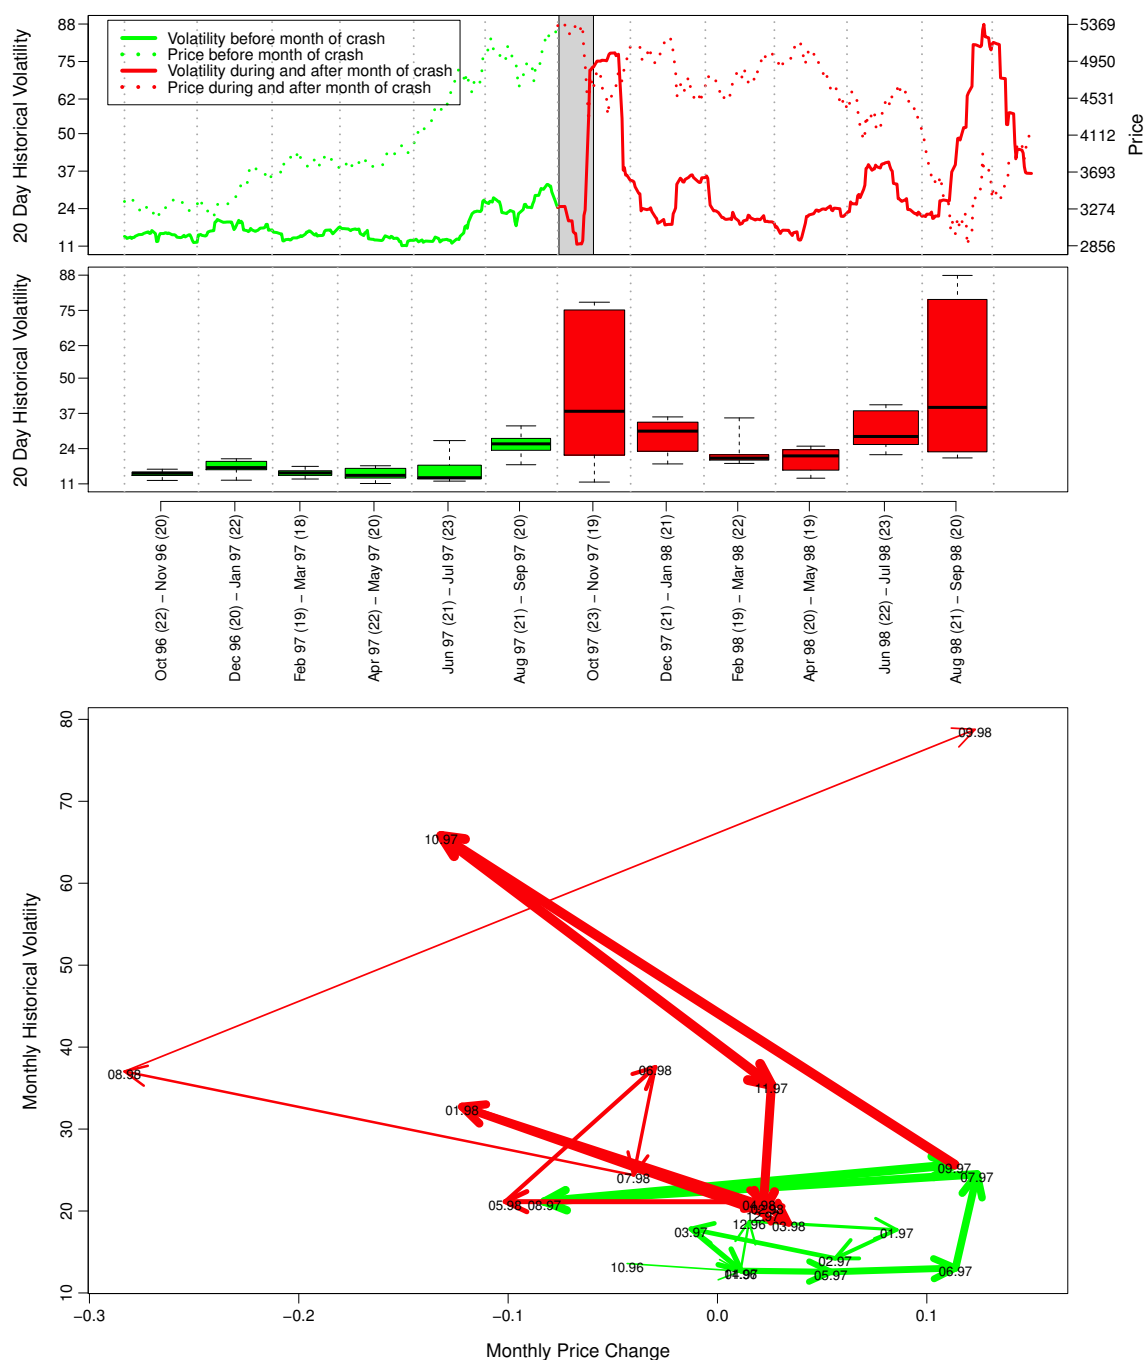 88
75
62
50
37
24
11
20 Day Historical Volatility
Volatility before month of crash
Price before month of crash
Volatility during and after month of crash
Price during and after month of crash
5369
4950
4531
4112
3693
3274
2856
Price
88
75
62
50
37
24
11
20 Day Historical Volatility
Oct 96 (22) – Nov 96 (20)
Dec 96 (20) – Jan 97 (22)
Feb 97 (19) – Mar 97 (18)
Apr 97 (22) – May 97 (20)
Jun 97 (21) – Jul 97 (23)
Aug 97 (21) – Sep 97 (20)
Oct 97 (23) – Nov 97 (19)
Dec 97 (21) – Jan 98 (21)
Feb 98 (19) – Mar 98 (22)
Apr 98 (20) – May 98 (19)
Jun 98 (22) – Jul 98 (23)
Aug 98 (21) – Sep 98 (20)
80
70
60
50
40
30
20
10
Monthly Historical Volatility
09.98
10.97
08.98
06.98
11.97
01.98
09.97
07.98
07.97
05.98
08.97
04.98
12.96
03.98
03.97
01.97
02.97
10.96
05.97
06.97
−0.3
−0.2
−0.1
0.0
0.1
Monthly Price Change